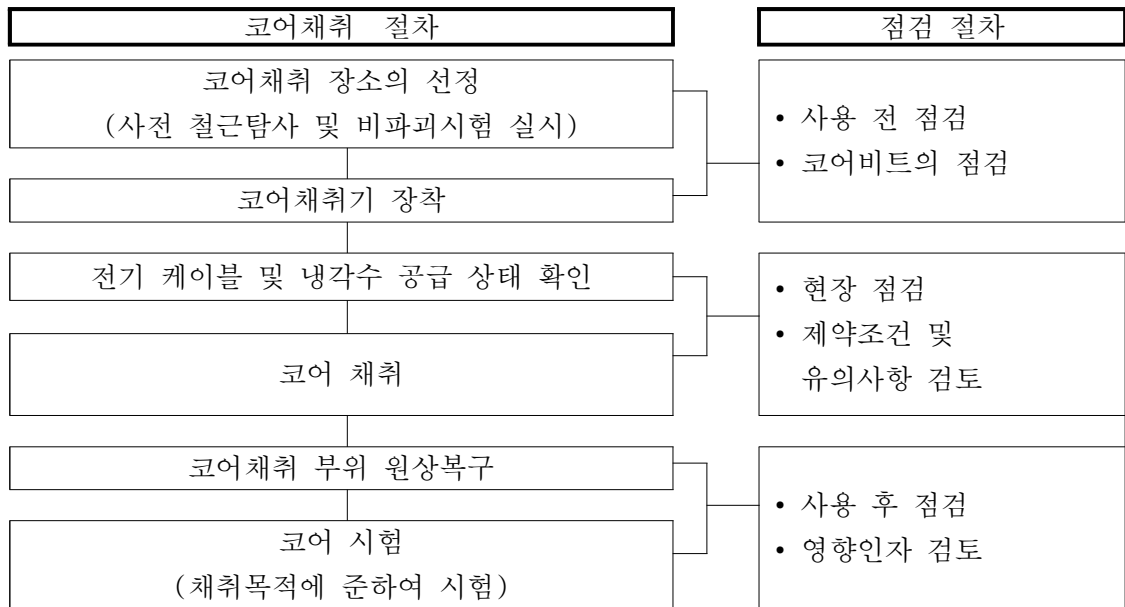 코어채취 절차
점검 절차
코어채취 장소의 선정
(사전 철근탐사 및 비파괴시험 실시)
코어채취기 장착
• 사용 전 점검
• 코어비트의 점검
전기 케이블 및 냉각수 공급 상태 확인
코어 채취
• 현장 점검
• 제약조건 및
유의사항 검토
코어채취 부위 원상복구
코어 시험
(채취목적에 준하여 시험)
• 사용 후 점검
• 영향인자 검토